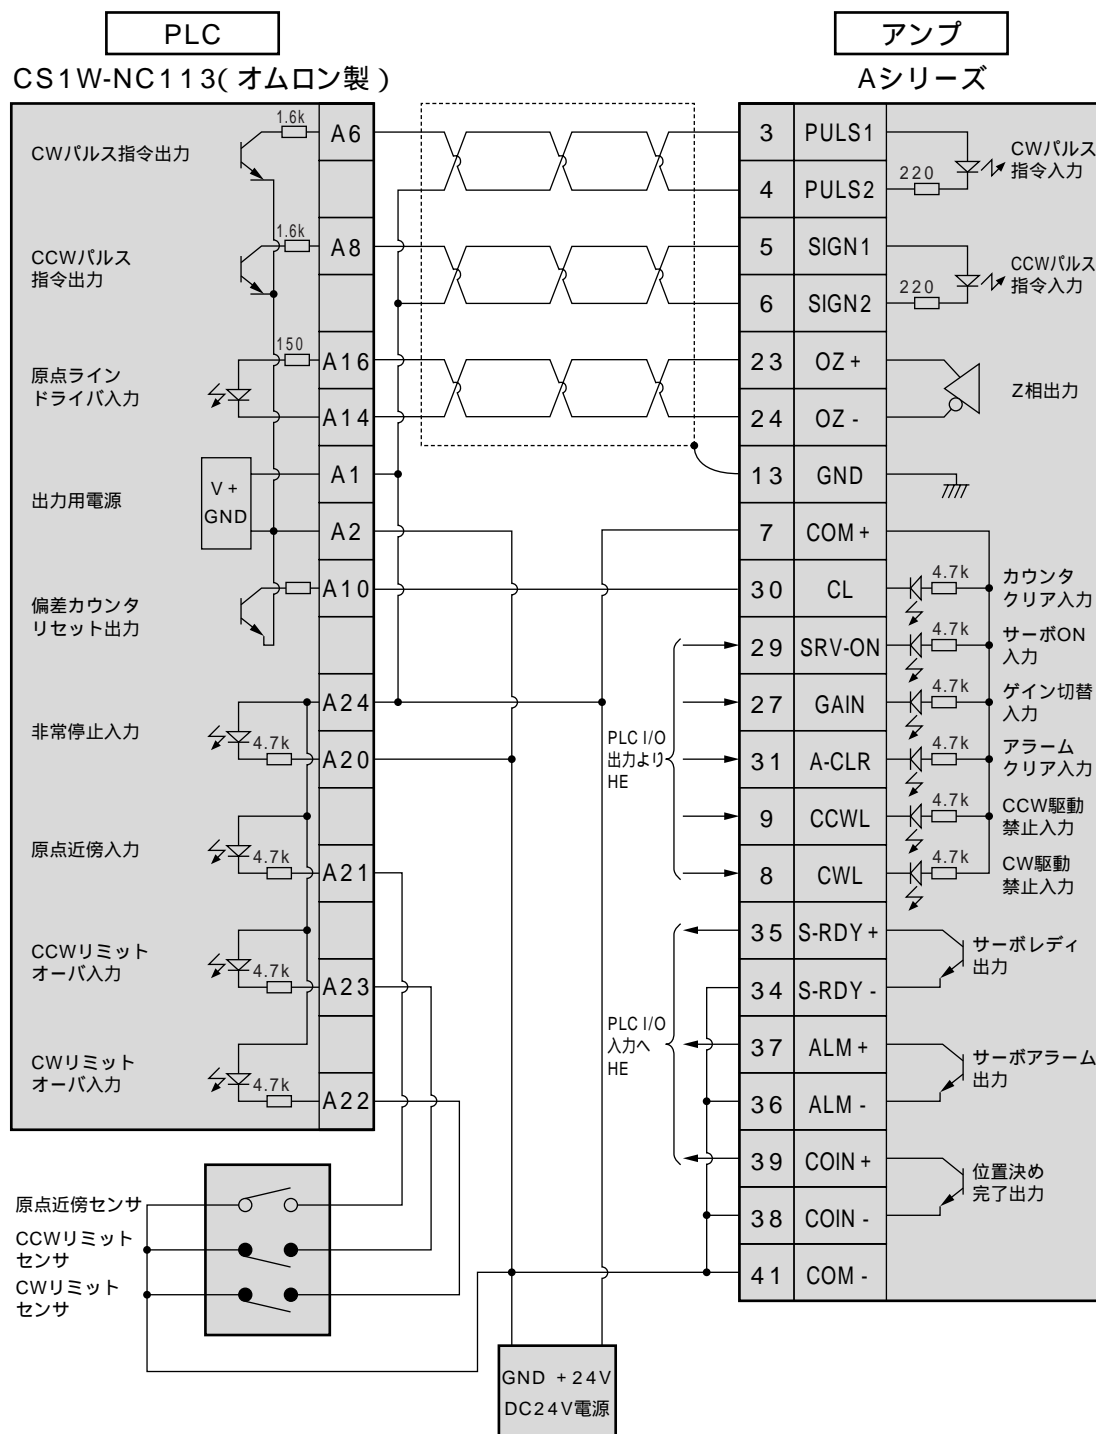 PLC
CS1W-NC113(オムロン製)
CWパルス指令出力
1.6k
A6
CCWパルス
指令出力
1.6k
A8
原点ライン
ドライバ入力
150
A16
A14
出力用電源
V+
GND
A1
A2
偏差カウンタ
リセット出力
A10
非常停止入力
4.7k
A24
A20
原点近傍入力
4.7k
A21
CCWリミット
オーバ入力
4.7k
A23
CWリミット
オーバ入力
4.7k
A22
原点近傍センサ
CCWリミット
センサ
CWリミット
センサ
GND +24V
DC24V電源
PLC I/O
出力より
HE
PLC I/O
入力へ
HE
アンプ
Aシリーズ
3 PULS1
4 PULS2
220
CWパルス
指令入力
5 SIGN1
6 SIGN2
220
CCWパルス
指令入力
23 OZ+
24 OZ-
Z相出力
13 GND
7 COM+
30 CL
4.7k
カウンタ
クリア入力
29 SRV-ON
4.7k
サーボON
入力
27 GAIN
4.7k
ゲイン切替
入力
31 A-CLR
4.7k
アラーム
クリア入力
9 CCWL
4.7k
CCW駆動
禁止入力
8 CWL
4.7k
CW駆動
禁止入力
35 S-RDY+
34 S-RDY-
サーボレディ
出力
37 ALM+
36 ALM-
サーボアラーム
出力
39 COIN+
38 COIN-
位置決め
完了出力
41 COM-